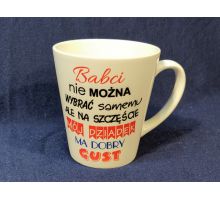 Babci
nie MOŻNA
WYBRAĆ samemu
ALE NA SZCZĘŚCIE
MÓJ DZIADEK
MA DOBRY
GUST